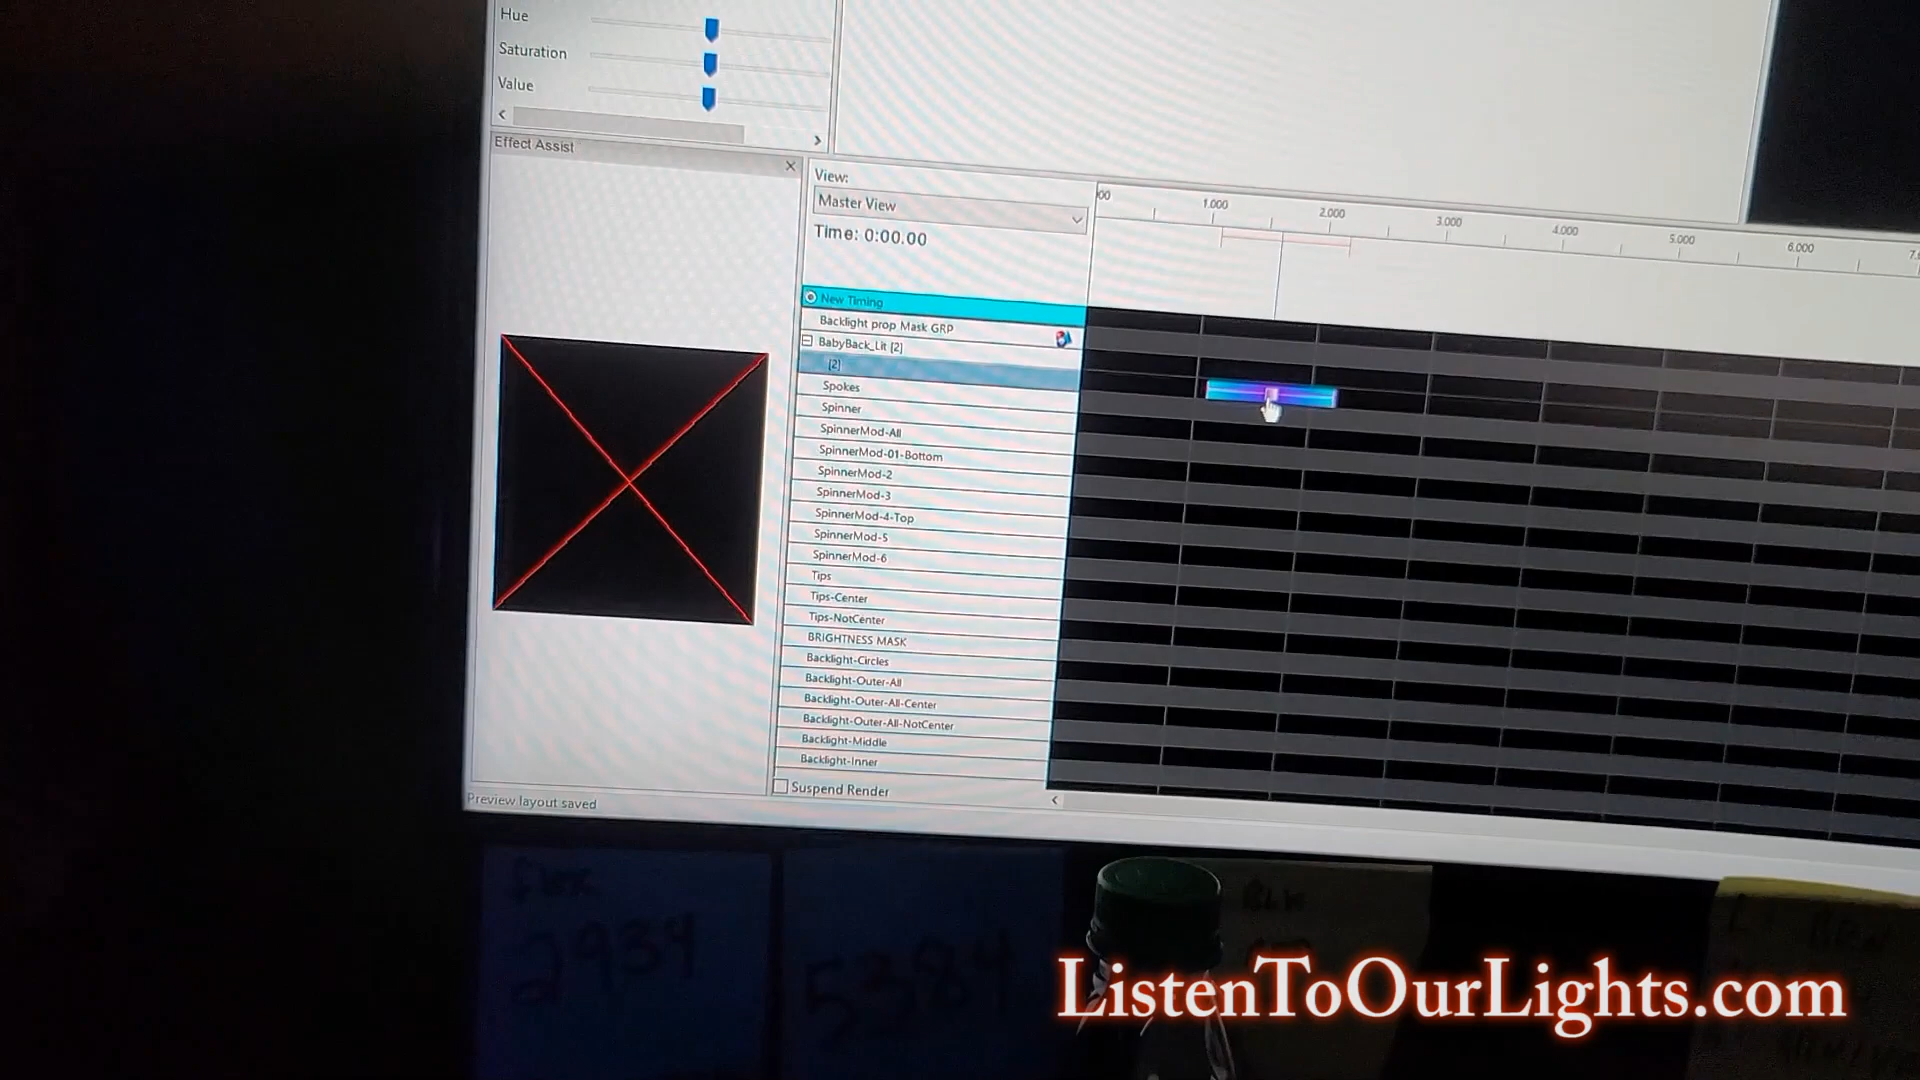 Hue
Saturation
Value
Effect Assist
View:
Master View
Time: 0:00.00
00 1.000 2.000 3.000 4.000 5.000 6.000
New Timing
Backlight prop Mask GRP
BabyBack_Lit [2]
[2]
Spokes
Spinner
SpinnerMod-All
SpinnerMod-01-Bottom
SpinnerMod-2
SpinnerMod-3
SpinnerMod-4-Top
SpinnerMod-5
SpinnerMod-6
Tips
Tips-Center
Tips-NotCenter
BRIGHTNESS MASK
Backlight-Circles
Backlight-Outer-All
Backlight-Outer-All-Center
Backlight-Outer-All-NotCenter
Backlight-Middle
Backlight-Inner
Suspend Render
Preview layout saved
2934
5384
BLK
ListenToOurLights.com